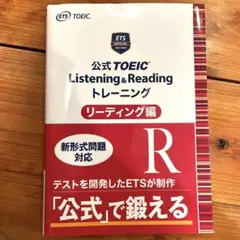 ETS TOEIC
ETS
公式 TOEIC
Listening & Reading
トレーニング
リーディング編
新形式問題
対応
R
テストを開発したETSが制作
「公式」で鍛える